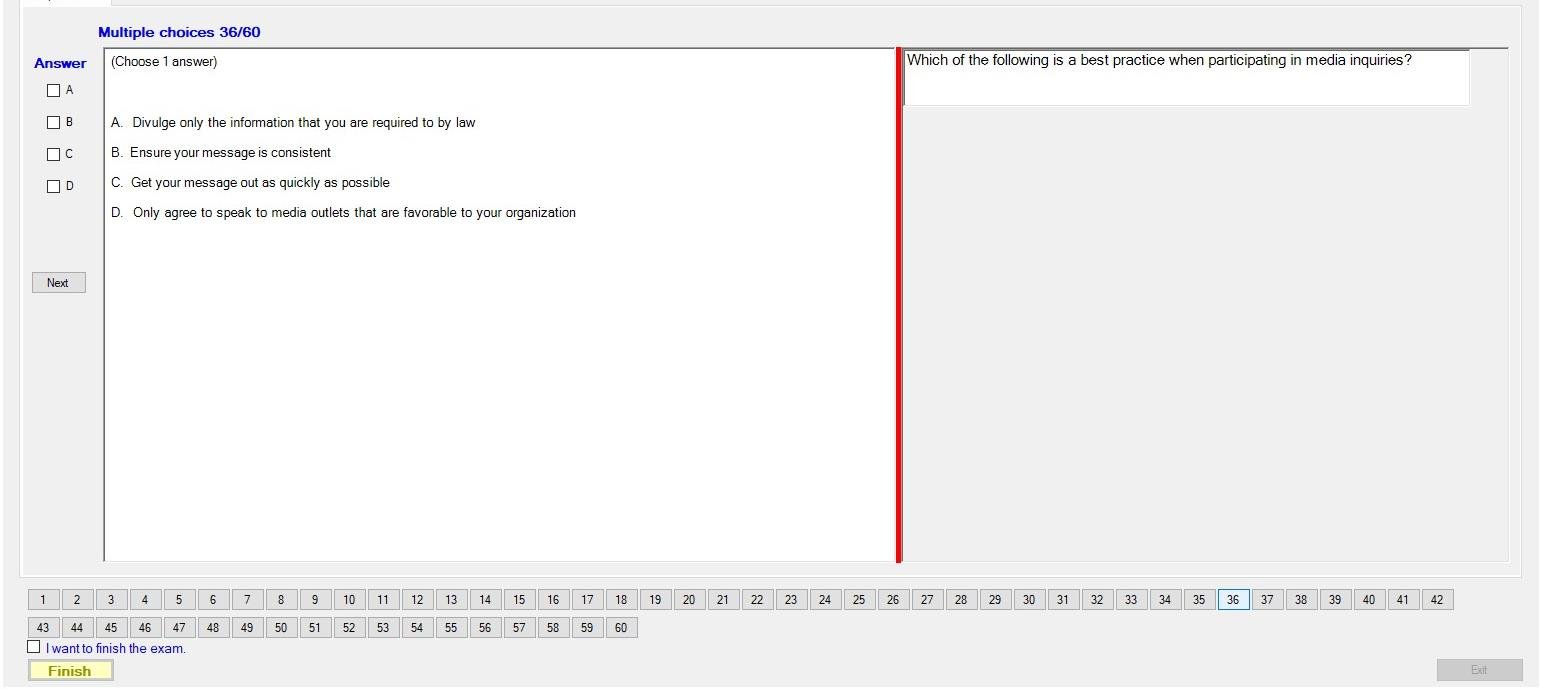 Multiple choices 36/60
Answer
A
B
C
D
Next
(Choose 1 answer)
A. Divulge only the information that you are required to by law
B. Ensure your message is consistent
C. Get your message out as quickly as possible
D. Only agree to speak to media outlets that are favorable to your organization
Which of the following is a best practice when participating in media inquiries?
1 2 3 4 5 6 7 8 9 10 11 12 13 14 15 16 17 18 19 20 21 22 23 24 25 26 27 28 29 30 31 32 33 34 35 36 37 38 39 40 41 42
43 44 45 46 47 48 49 50 51 52 53 54 55 56 57 58 59 60
I want to finish the exam.
Finish
Exit